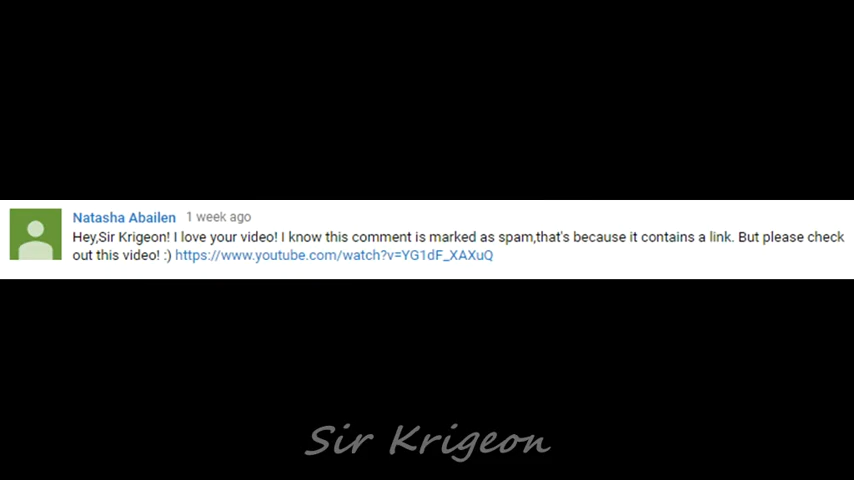 Natasha Abailen 1 week ago
Hey,Sir Krigeon! I love your video! I know this comment is marked as spam,that's because it contains a link. But please check
out this video! :) https://www.youtube.com/watch?v=YG1dF_XAXuQ
Sir Krigeon